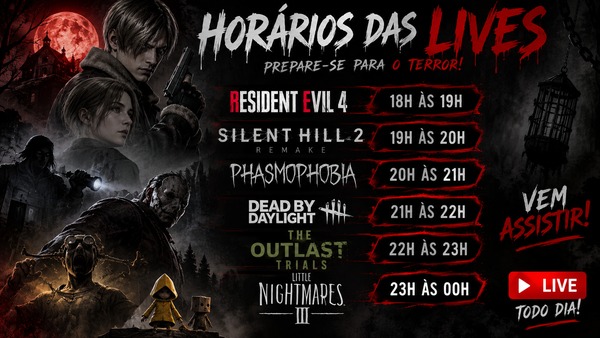 HORÁRIOS DAS LIVES
PREPARE-SE PARA O TERROR!
RESIDENT EVIL 4
18H ÀS 19H
SILENT HILL 2
REMAKE
19H ÀS 20H
PHASMOPHOBIA
20H ÀS 21H
DEAD BY
DAYLIGHT
21H ÀS 22H
THE
OUTLAST
TRIALS
22H ÀS 23H
LITTLE
NIGHTMARES
III
23H ÀS 00H
VEM
ASSISTIR!
LIVE
TODO DIA!